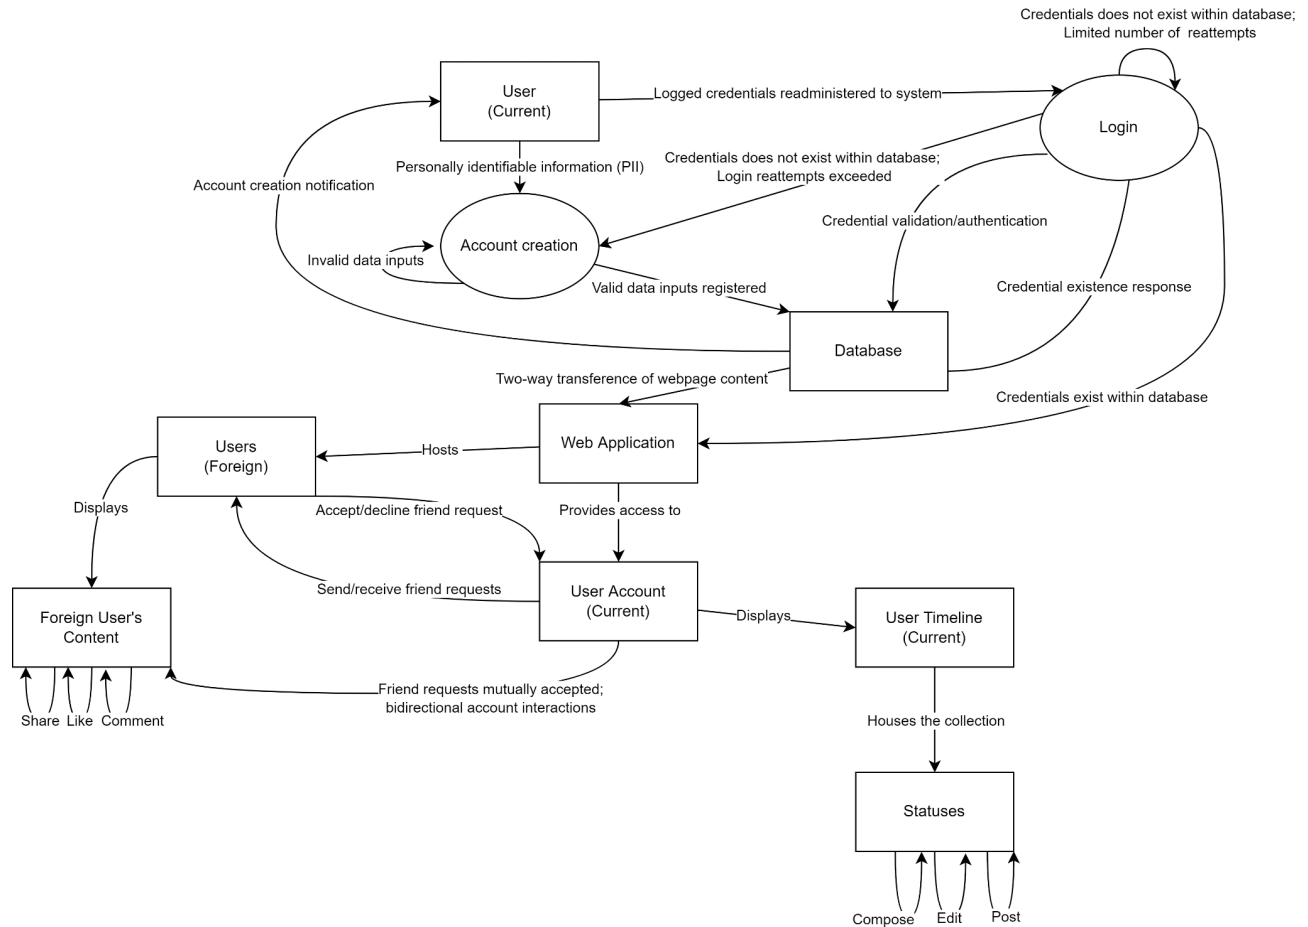 Credentials does not exist within database;
Limited number of  reattempts
User
(Current)
Logged credentials readministered to system
Login
Personally identifiable information (PII)
Credentials does not exist within database;
Login reattempts exceeded
Account creation notification
Credential validation/authentication
Account creation
Invalid data inputs
Valid data inputs registered
Credential existence response
Database
Two-way transference of webpage content
Credentials exist within database
Users
(Foreign)
Hosts
Web Application
Displays
Accept/decline friend request
Provides access to
Send/receive friend requests
User Account
(Current)
Displays
User Timeline
(Current)
Foreign User's
Content
Friend requests mutually accepted;
bidirectional account interactions
Share
Like
Comment
Houses the collection
Statuses
Compose
Edit
Post